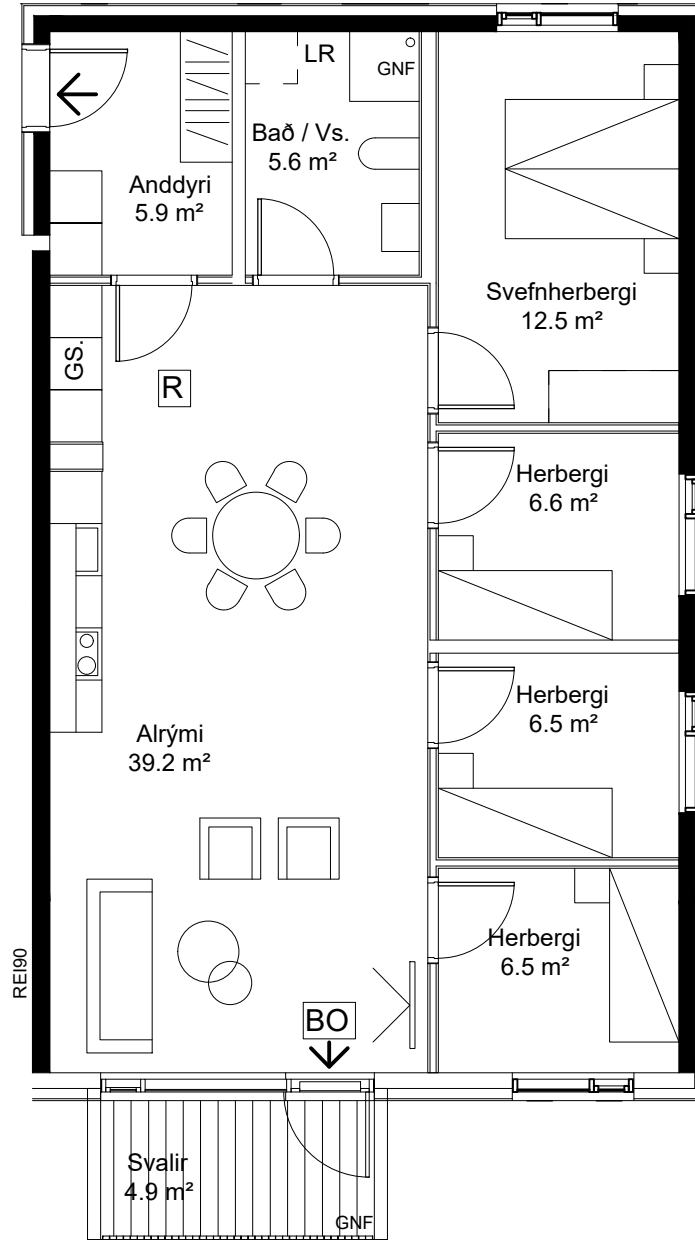 LR
GNF
Bað / Vs.
5.6 m²
Anddyri
5.9 m²
Svefnherbergi
12.5 m²
GS.
R
Herbergi
6.6 m²
Herbergi
6.5 m²
Alrými
39.2 m²
Herbergi
6.5 m²
REI90
BO
Svalir
4.9 m²
GNF